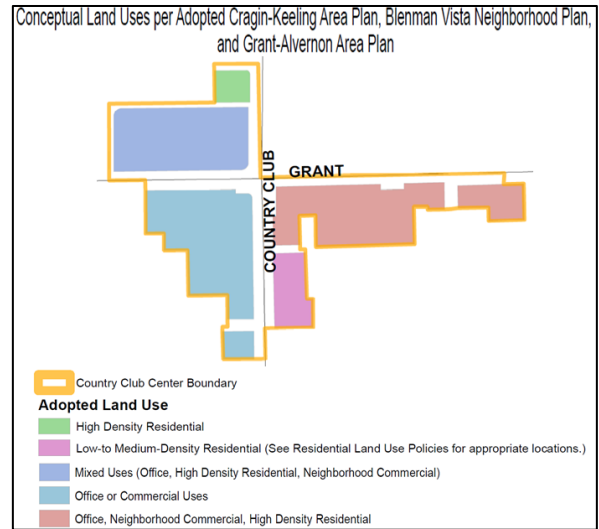 Conceptual Land Uses per Adopted Cragin-Keeling Area Plan, Blenman Vista Neighborhood Plan,
and Grant-Alvernon Area Plan
GRANT
COUNTRY CLUB
Country Club Center Boundary
Adopted Land Use
High Density Residential
Low-to Medium-Density Residential (See Residential Land Use Policies for appropriate locations.)
Mixed Uses (Office, High Density Residential, Neighborhood Commercial)
Office or Commercial Uses
Office, Neighborhood Commercial, High Density Residential